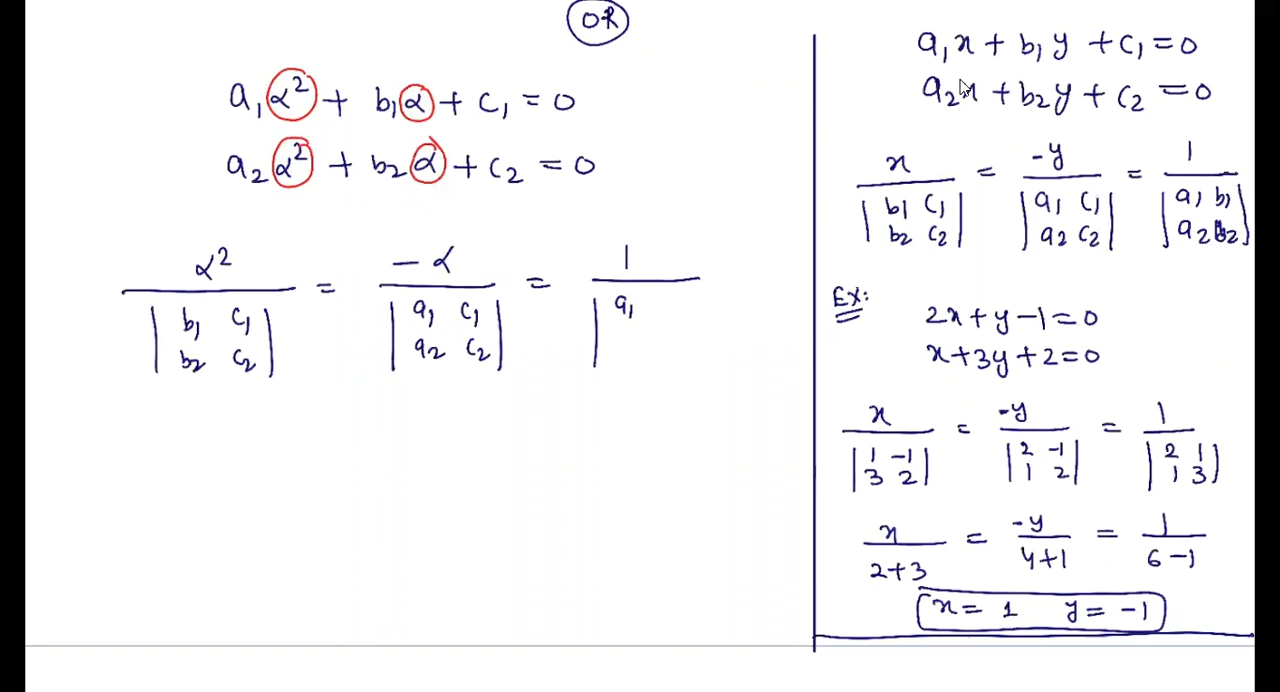 OR
a₁α² + b₁α + c₁ = 0
a₂α² + b₂α + c₂ = 0
α² / |b₁ c₁; b₂ c₂| = -α / |a₁ c₁; a₂ c₂| = 1 / |a₁
a₁x + b₁y + c₁ = 0
a₂x + b₂y + c₂ = 0
x / |b₁ c₁; b₂ c₂| = -y / |a₁ c₁; a₂ c₂| = 1 / |a₁ b₁; a₂ b₂|
Ex:
2x + y - 1 = 0
x + 3y + 2 = 0
x / |1 -1; 3 2| = -y / |2 -1; 1 2| = 1 / |2 1; 1 3|
x / 2+3 = -y / 4+1 = 1 / 6-1
x = 1 y = -1